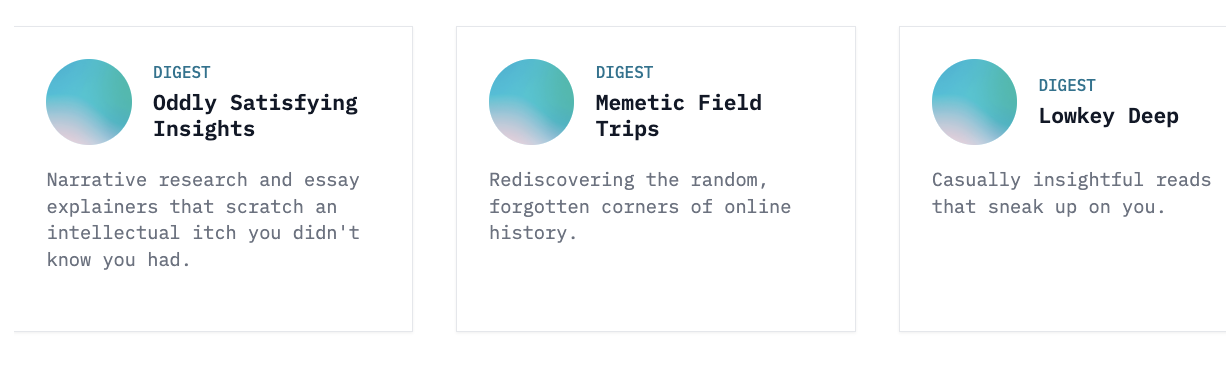 DIGEST
Oddly Satisfying
Insights
Narrative research and essay
explainers that scratch an
intellectual itch you didn't
know you had.
DIGEST
Memetic Field
Trips
Rediscovering the random,
forgotten corners of online
history.
DIGEST
Lowkey Deep
Casually insightful reads
that sneak up on you.